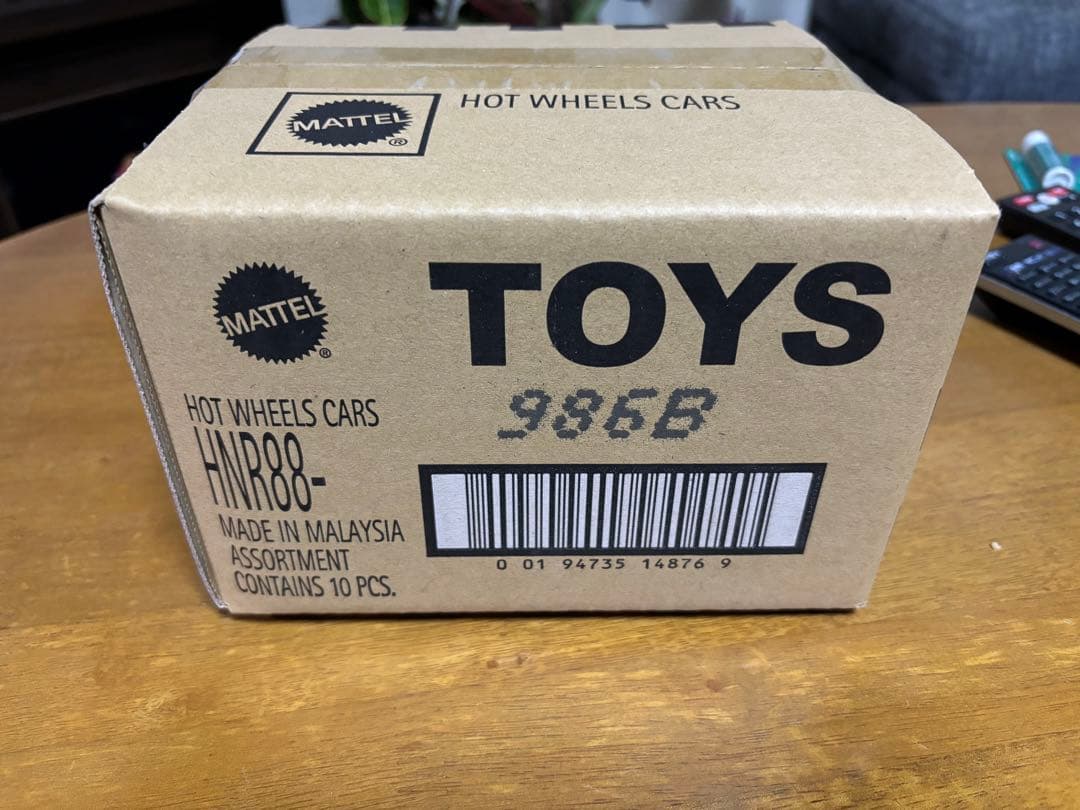 MATTEL®
HOT WHEELS CARS
MATTEL®
TOYS
986B
HOT WHEELS CARS
HNR88-
MADE IN MALAYSIA
ASSORTMENT
CONTAINS 10 PCS.
0 01 94735 14876 9